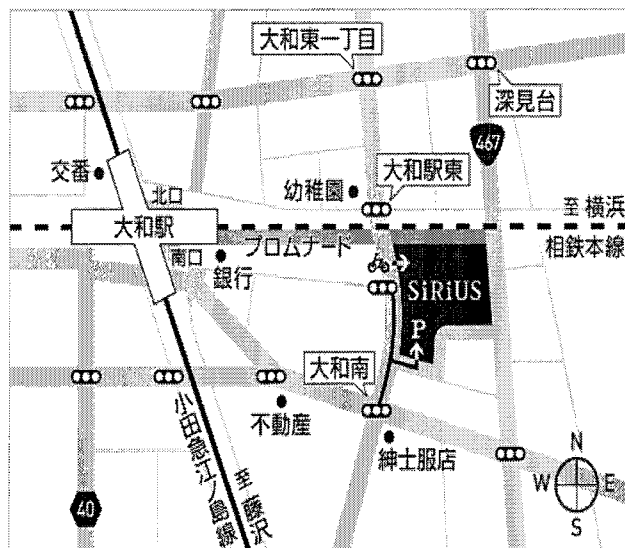 大和東一丁目
深見台
467
交番
北口
幼稚園
大和駅東
至 横浜
大和駅
プロムナード
相鉄本線
南口
銀行
SiRiUS
P
大和南
不動産
紳士服店
小田急江ノ島線
至 藤沢
40
N
W E
S